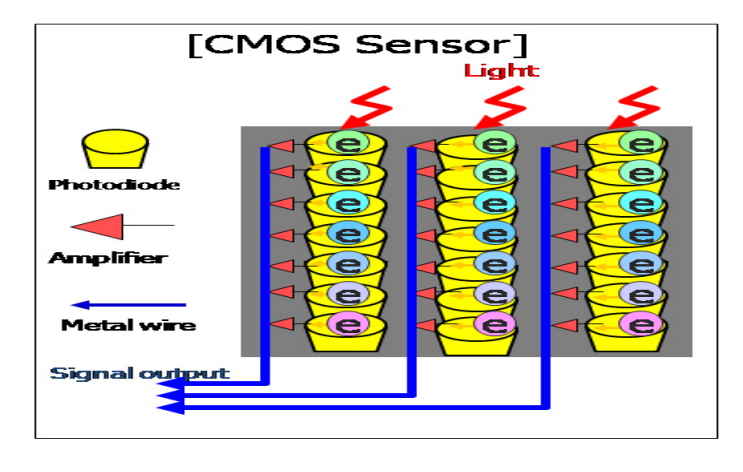 [CMOS Sensor]
Light
Photodiode
Amplifier
Metal wire
Signal output
e e e
e e e
e e e
e e e
e e e
e e e
e e e